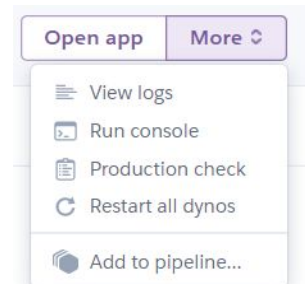 Open app
More
View logs
Run console
Production check
Restart all dynos
Add to pipeline...